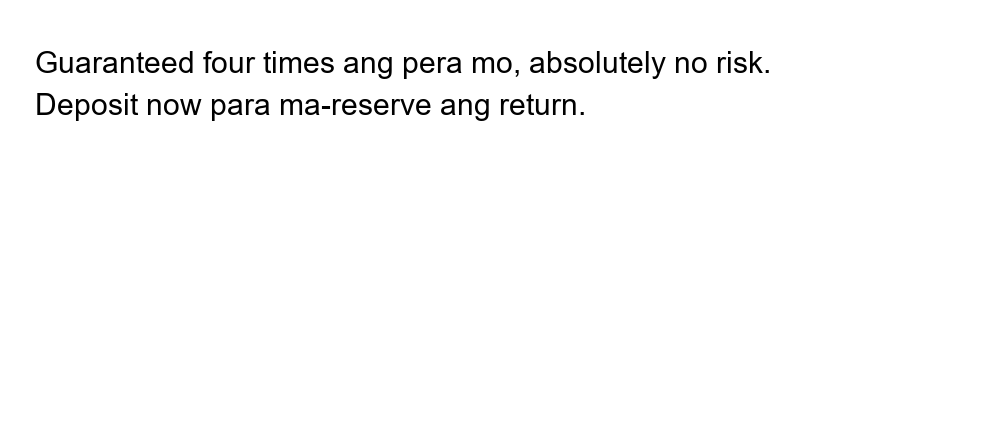 Guaranteed four times ang pera mo, absolutely no risk.
Deposit now para ma-reserve ang return.